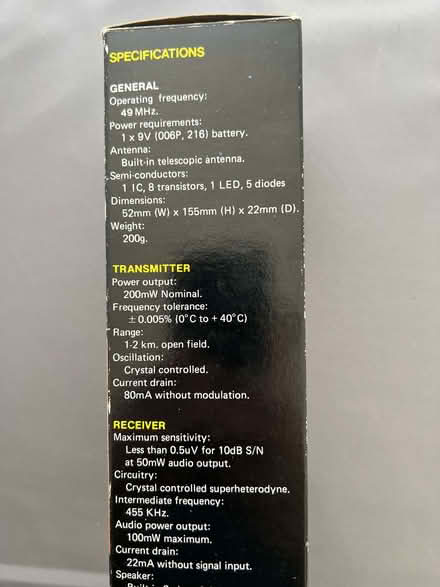 SPECIFICATIONS
GENERAL
Operating frequency:
49 MHz.
Power requirements:
1 x 9V (006P, 216) battery.
Antenna:
Built-in telescopic antenna.
Semi-conductors:
1 IC, 8 transistors, 1 LED, 5 diodes
Dimensions:
52mm (W) x 155mm (H) x 22mm (D).
Weight:
200g.
TRANSMITTER
Power output:
200mW Nominal.
Frequency tolerance:
± 0.005% (0°C to + 40°C)
Range:
1-2 km. open field.
Oscillation:
Crystal controlled.
Current drain:
80mA without modulation.
RECEIVER
Maximum sensitivity:
Less than 0.5uV for 10dB S/N
at 50mW audio output.
Circuitry:
Crystal controlled superheterodyne.
Intermediate frequency:
455 KHz.
Audio power output:
100mW maximum.
Current drain:
22mA without signal input.
Speaker: